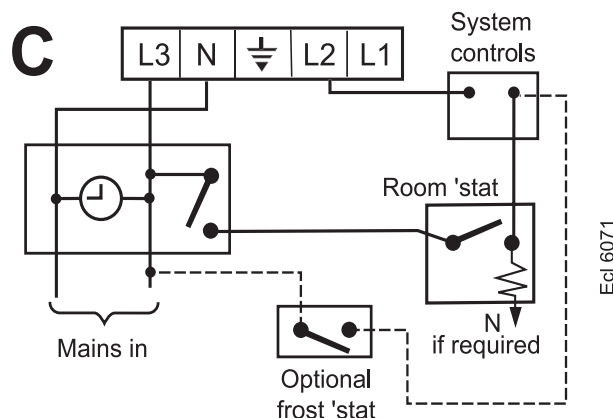 C
L3 N L2 L1
System
controls
Room 'stat
Mains in
N
if required
Optional
frost 'stat
Ecl 6071